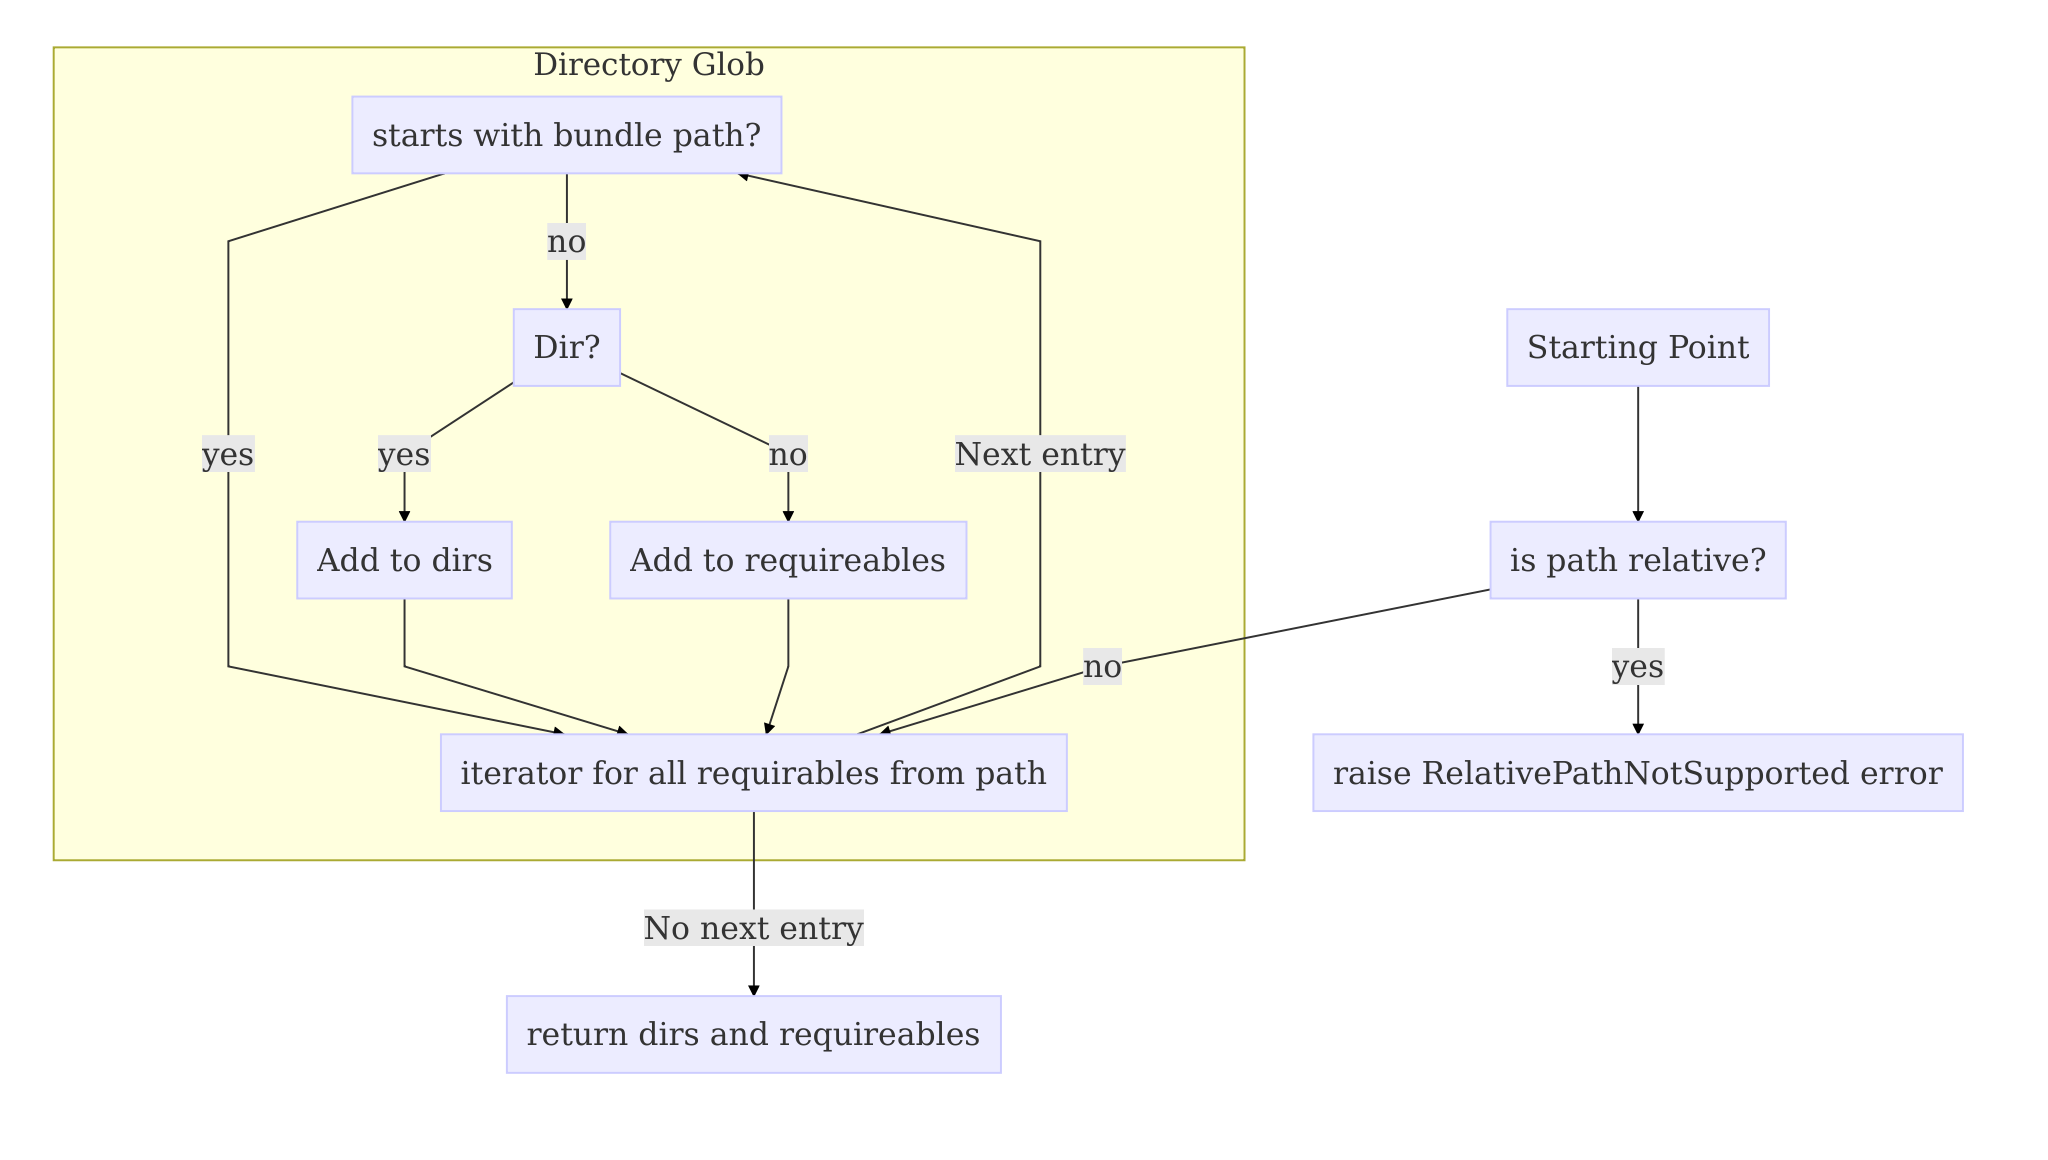 Directory Glob
starts with bundle path?
no
Dir?
Starting Point
yes
yes
no
Next entry
Add to dirs
Add to requireables
is path relative?
no
yes
iterator for all requirables from path
raise RelativePathNotSupported error
No next entry
return dirs and requireables